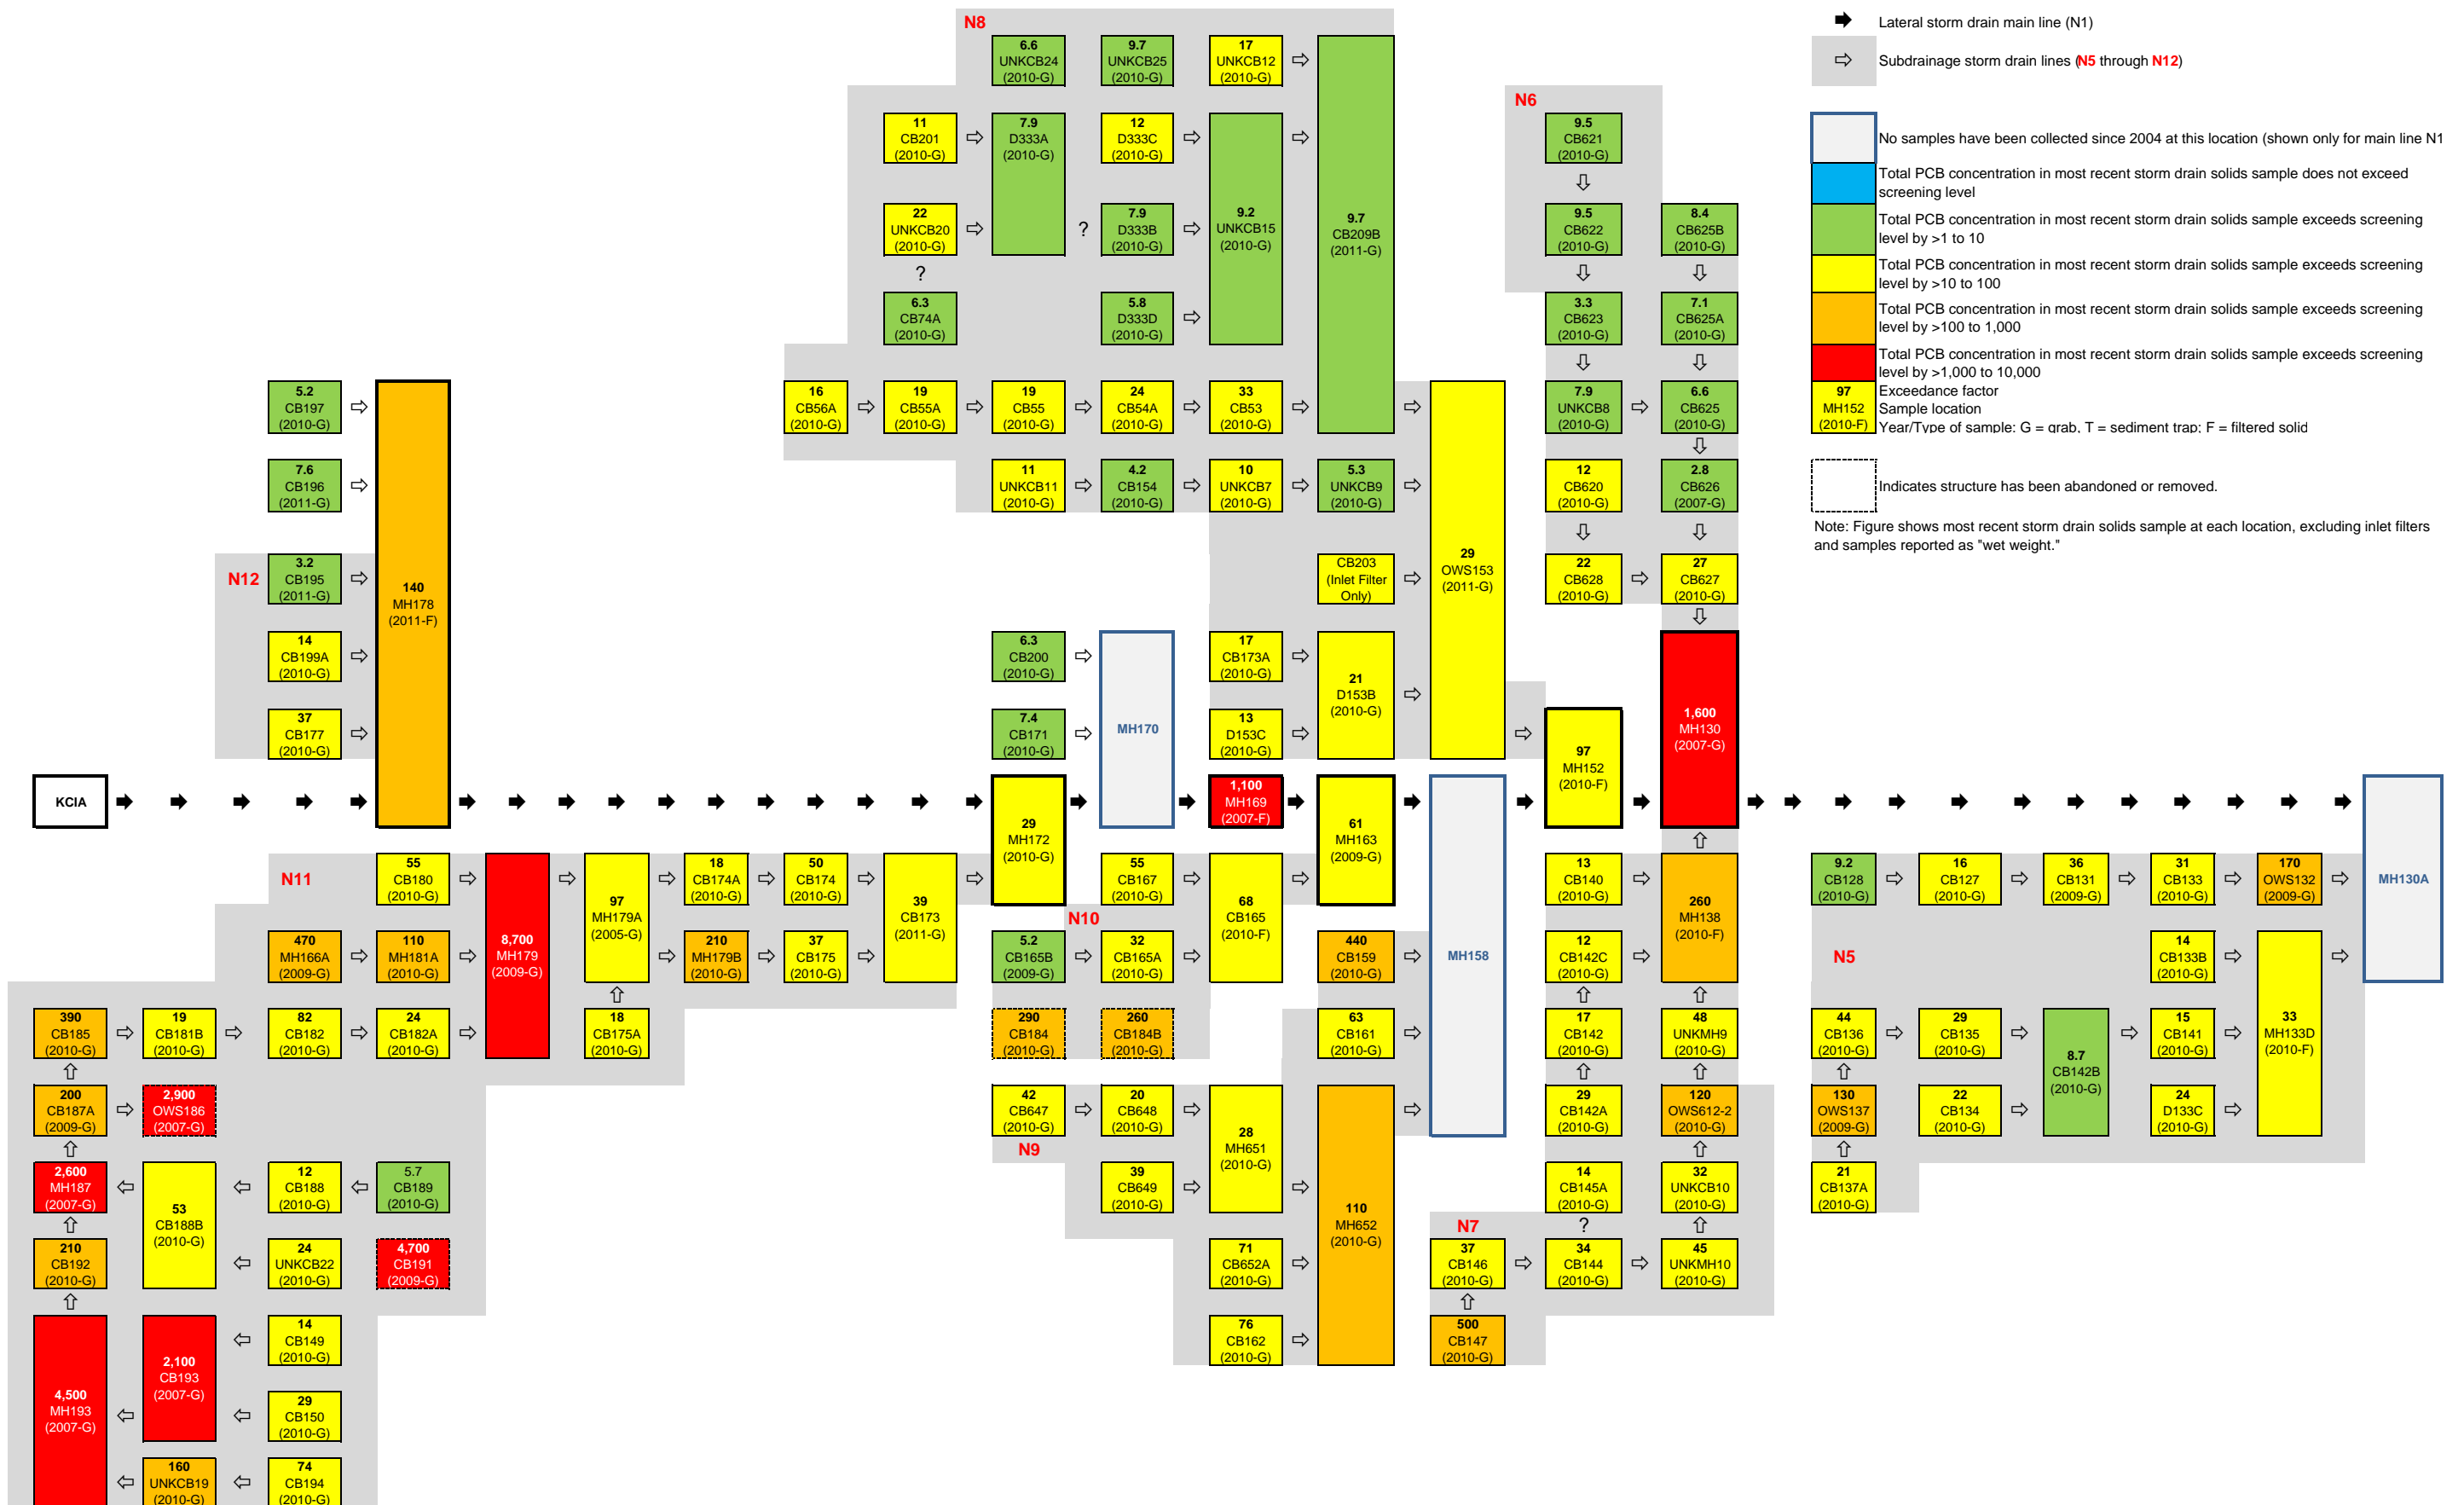 N8
6.6
UNKCB24
(2010-G)
9.7
UNKCB25
(2010-G)
17
UNKCB12
(2010-G)
11
CB201
(2010-G)
7.9
D333A
(2010-G)
12
D333C
(2010-G)
22
UNKCB20
(2010-G)
?
7.9
D333B
(2010-G)
9.2
UNKCB15
(2010-G)
9.7
CB209B
(2011-G)
?
6.3
CB74A
(2010-G)
5.8
D333D
(2010-G)
16
CB56A
(2010-G)
19
CB55A
(2010-G)
19
CB55
(2010-G)
24
CB54A
(2010-G)
33
CB53
(2010-G)
11
UNKCB11
(2010-G)
4.2
CB154
(2010-G)
10
UNKCB7
(2010-G)
5.3
UNKCB9
(2010-G)
CB203
(Inlet Filter
Only)
29
OWS153
(2011-G)
17
CB173A
(2010-G)
21
D153B
(2010-G)
13
D153C
(2010-G)
N6
9.5
CB621
(2010-G)
9.5
CB622
(2010-G)
8.4
CB625B
(2010-G)
3.3
CB623
(2010-G)
7.1
CB625A
(2010-G)
7.9
UNKCB8
(2010-G)
6.6
CB625
(2010-G)
12
CB620
(2010-G)
2.8
CB626
(2007-G)
22
CB628
(2010-G)
27
CB627
(2010-G)
Lateral storm drain main line (N1)
Subdrainage storm drain lines (N5 through N12)
No samples have been collected since 2004 at this location (shown only for main line N1
Total PCB concentration in most recent storm drain solids sample does not exceed
screening level
Total PCB concentration in most recent storm drain solids sample exceeds screening
level by >1 to 10
Total PCB concentration in most recent storm drain solids sample exceeds screening
level by >10 to 100
Total PCB concentration in most recent storm drain solids sample exceeds screening
level by >100 to 1,000
Total PCB concentration in most recent storm drain solids sample exceeds screening
level by >1,000 to 10,000
97 Exceedance factor
MH152 Sample location
(2010-F) Year/Type of sample: G = grab, T = sediment trap; F = filtered solid
Indicates structure has been abandoned or removed.
Note: Figure shows most recent storm drain solids sample at each location, excluding inlet filters
and samples reported as "wet weight."
5.2
CB197
(2010-G)
7.6
CB196
(2011-G)
N12
3.2
CB195
(2011-G)
14
CB199A
(2010-G)
37
CB177
(2010-G)
140
MH178
(2011-F)
6.3
CB200
(2010-G)
7.4
CB171
(2010-G)
KCIA
29
MH172
(2010-G)
MH170
1,100
MH169
(2007-F)
61
MH163
(2009-G)
MH158
97
MH152
(2010-F)
1,600
MH130
(2007-G)
MH130A
N11
55
CB180
(2010-G)
470
MH166A
(2009-G)
110
MH181A
(2010-G)
8,700
MH179
(2009-G)
97
MH179A
(2005-G)
18
CB174A
(2010-G)
50
CB174
(2010-G)
210
MH179B
(2010-G)
37
CB175
(2010-G)
39
CB173
(2011-G)
390
CB185
(2010-G)
19
CB181B
(2010-G)
82
CB182
(2010-G)
24
CB182A
(2010-G)
18
CB175A
(2010-G)
200
CB187A
(2009-G)
2,900
OWS186
(2007-G)
2,600
MH187
(2007-G)
53
CB188B
(2010-G)
12
CB188
(2010-G)
5.7
CB189
(2010-G)
210
CB192
(2010-G)
24
UNKCB22
(2010-G)
4,700
CB191
(2009-G)
4,500
MH193
(2007-G)
2,100
CB193
(2007-G)
14
CB149
(2010-G)
29
CB150
(2010-G)
160
UNKCB19
(2010-G)
74
CB194
(2010-G)
N10
55
CB167
(2010-G)
5.2
CB165B
(2009-G)
32
CB165A
(2010-G)
68
CB165
(2010-F)
290
CB184
(2010-G)
260
CB184B
(2010-G)
440
CB159
(2010-G)
63
CB161
(2010-G)
42
CB647
(2010-G)
20
CB648
(2010-G)
N9
39
CB649
(2010-G)
28
MH651
(2010-G)
71
CB652A
(2010-G)
76
CB162
(2010-G)
110
MH652
(2010-G)
13
CB140
(2010-G)
260
MH138
(2010-F)
12
CB142C
(2010-G)
17
CB142
(2010-G)
48
UNKMH9
(2010-G)
29
CB142A
(2010-G)
120
OWS612-2
(2010-G)
14
CB145A
(2010-G)
32
UNKCB10
(2010-G)
N7
?
37
CB146
(2010-G)
34
CB144
(2010-G)
45
UNKMH10
(2010-G)
500
CB147
(2010-G)
9.2
CB128
(2010-G)
16
CB127
(2010-G)
36
CB131
(2009-G)
31
CB133
(2010-G)
170
OWS132
(2009-G)
N5
14
CB133B
(2010-G)
44
CB136
(2010-G)
29
CB135
(2010-G)
8.7
CB142B
(2010-G)
15
CB141
(2010-G)
33
MH133D
(2010-F)
130
OWS137
(2009-G)
22
CB134
(2010-G)
24
D133C
(2010-G)
21
CB137A
(2010-G)